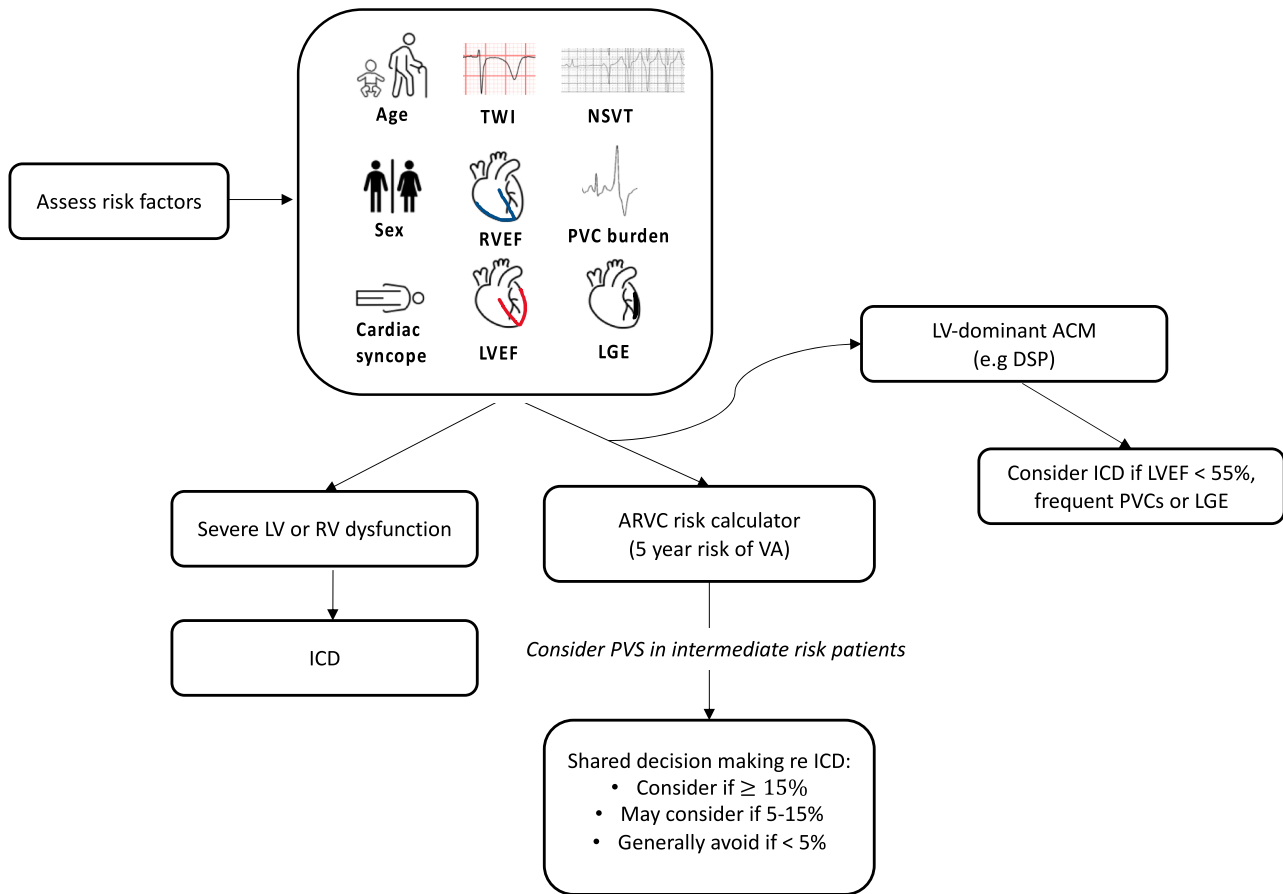 Age
TWI
NSVT
Assess risk factors
Sex
RVEF
PVC burden
Cardiac
syncope
LVEF
LGE
LV-dominant ACM
(e.g DSP)
Consider ICD if LVEF < 55%,
frequent PVCs or LGE
Severe LV or RV dysfunction
ARVC risk calculator
(5 year risk of VA)
ICD
Consider PVS in intermediate risk patients
Shared decision making re ICD:
• Consider if ≥ 15%
• May consider if 5-15%
• Generally avoid if < 5%